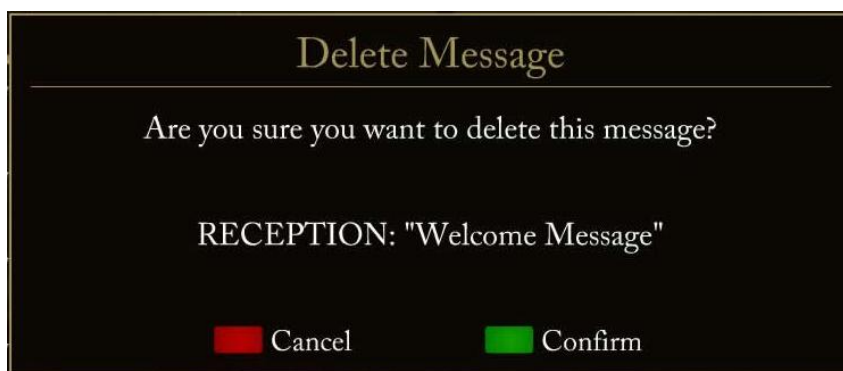 Delete Message
Are you sure you want to delete this message?
RECEPTION: "Welcome Message"
Cancel Confirm